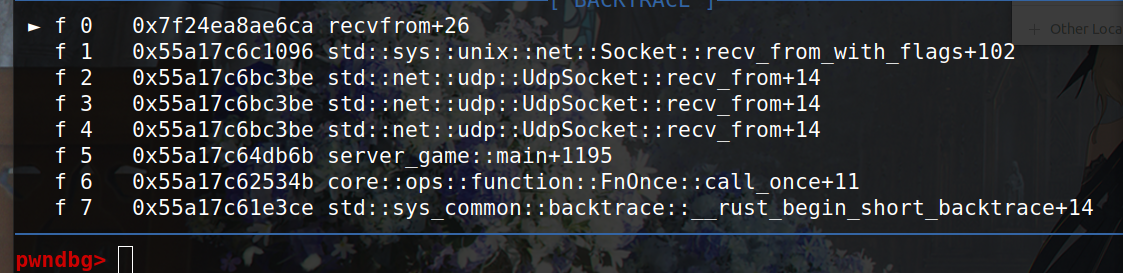 [ BACKTRACE ]
► f 0   0x7f24ea8ae6ca recvfrom+26
f 1   0x55a17c6c1096 std::sys::unix::net::Socket::recv_from_with_flags+102
f 2   0x55a17c6bc3be std::net::udp::UdpSocket::recv_from+14
f 3   0x55a17c6bc3be std::net::udp::UdpSocket::recv_from+14
f 4   0x55a17c6bc3be std::net::udp::UdpSocket::recv_from+14
f 5   0x55a17c64db6b server_game::main+1195
f 6   0x55a17c62534b core::ops::function::FnOnce::call_once+11
f 7   0x55a17c61e3ce std::sys_common::backtrace::__rust_begin_short_backtrace+14
pwndbg>
+ Other Loca